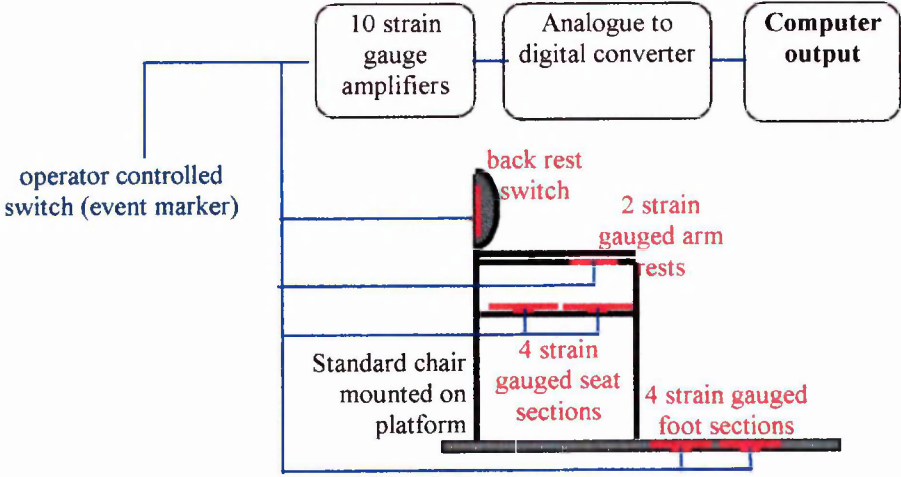 10 strain
gauge
amplifiers
Analogue to
digital converter
Computer
output
operator controlled
switch (event marker)
back rest
switch
2 strain
gauged arm
rests
Standard chair
mounted on
platform
4 strain
gauged seat
sections
4 strain gauged
foot sections